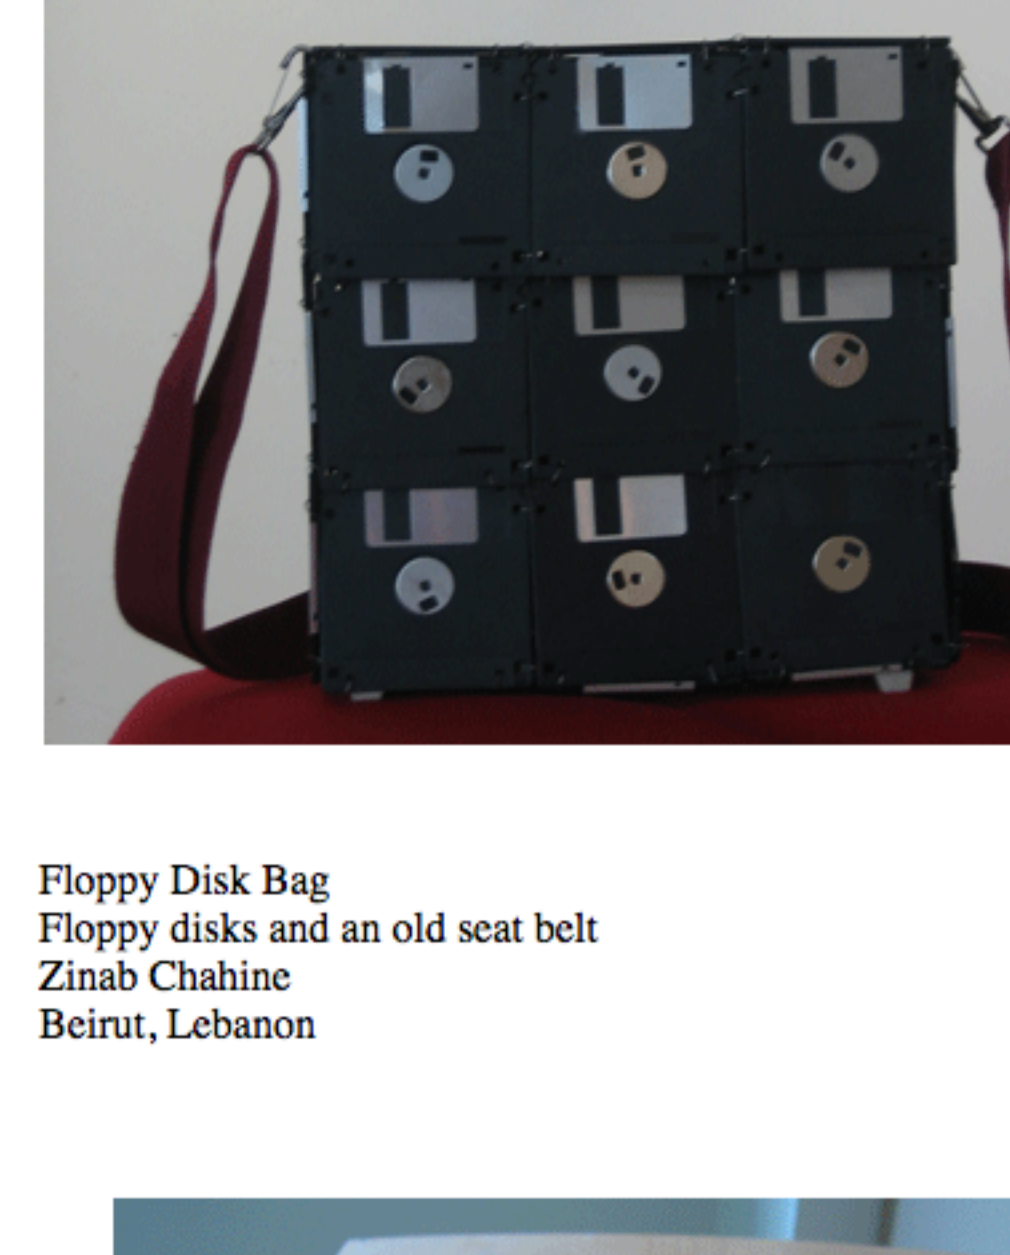 Floppy Disk Bag
Floppy disks and an old seat belt
Zinab Chahine
Beirut, Lebanon